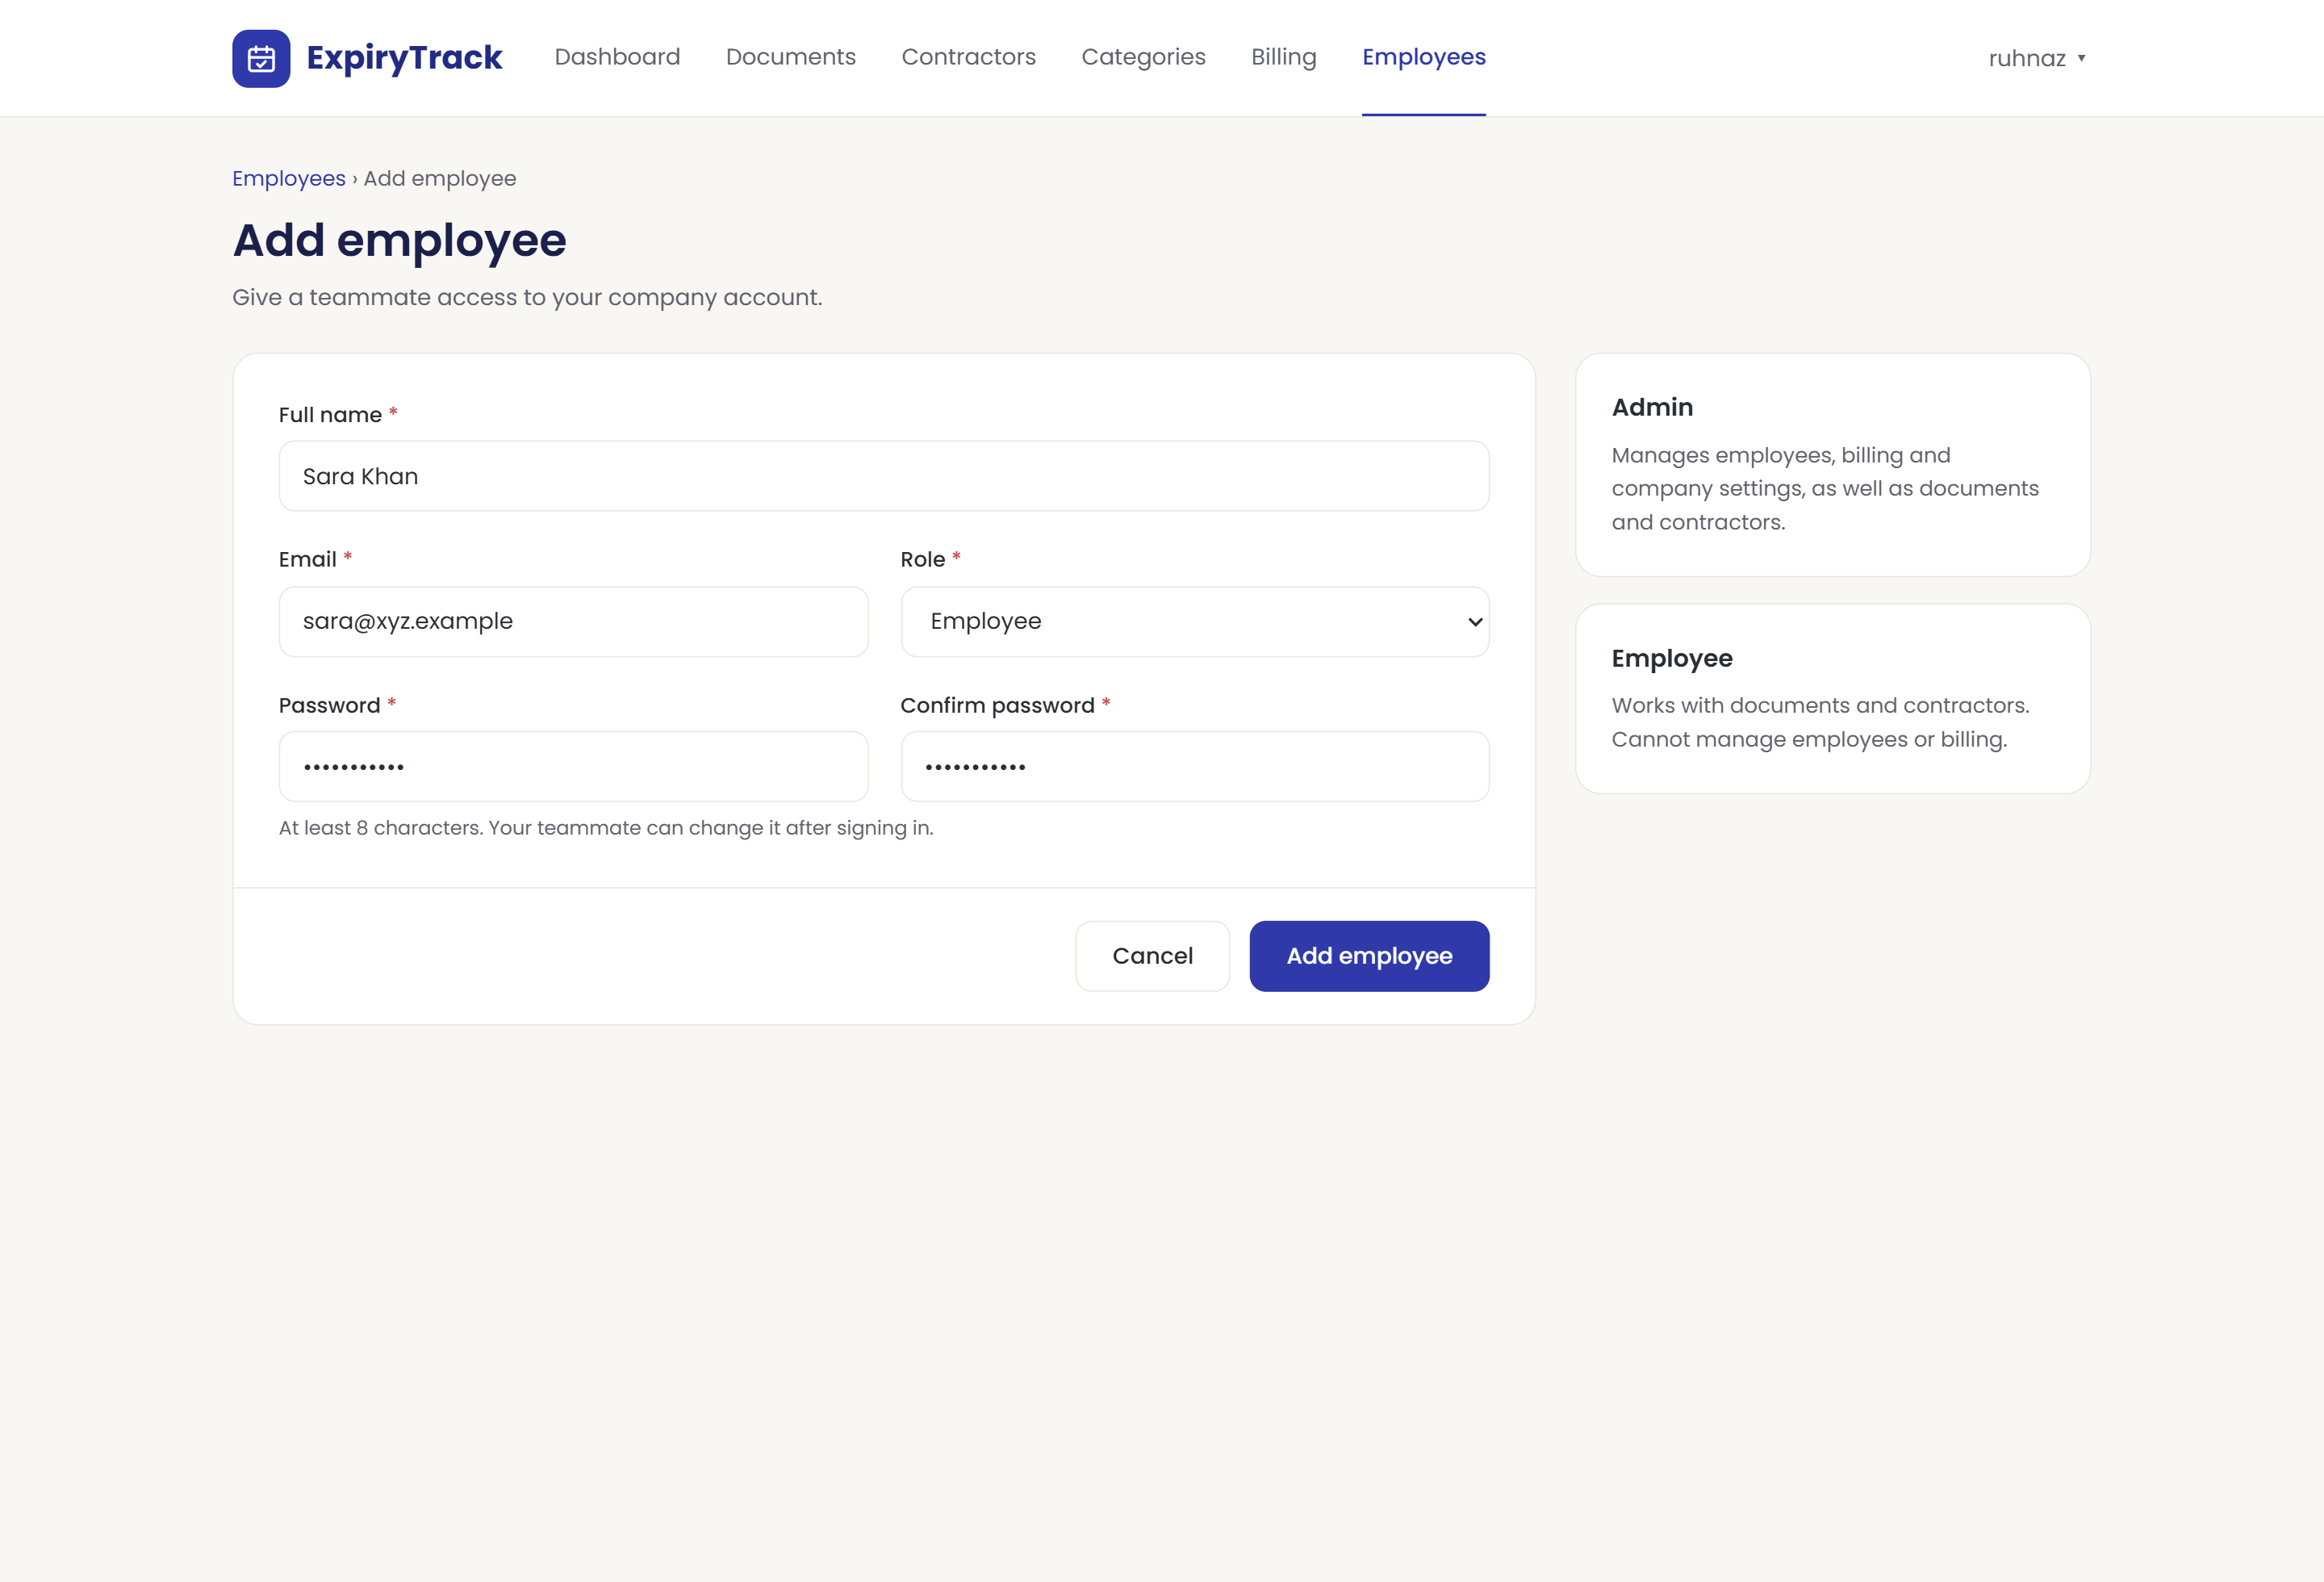 ExpiryTrack Dashboard Documents Contractors Categories Billing Employees ruhnaz ▼
Employees › Add employee
Add employee
Give a teammate access to your company account.
Full name *
Sara Khan
Email * Role *
sara@xyz.example Employee
Password * Confirm password *
••••••••••• •••••••••••
At least 8 characters. Your teammate can change it after signing in.
Cancel Add employee
Admin
Manages employees, billing and
company settings, as well as documents
and contractors.
Employee
Works with documents and contractors.
Cannot manage employees or billing.